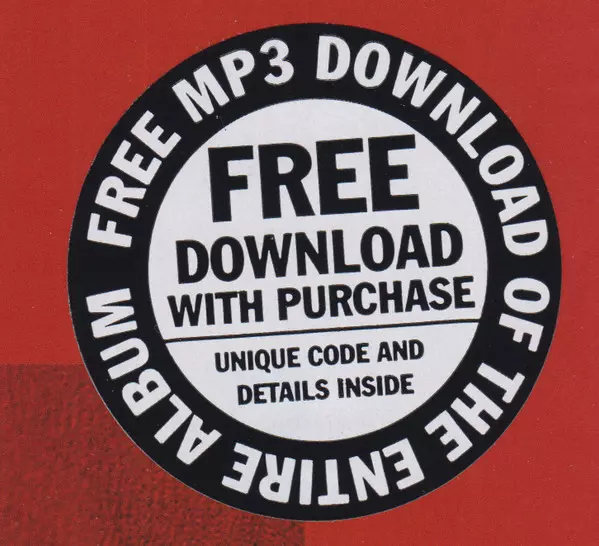 FREE MP3 DOWNLOAD OF THE ENTIRE ALBUM
FREE
DOWNLOAD
WITH PURCHASE
UNIQUE CODE AND
DETAILS INSIDE